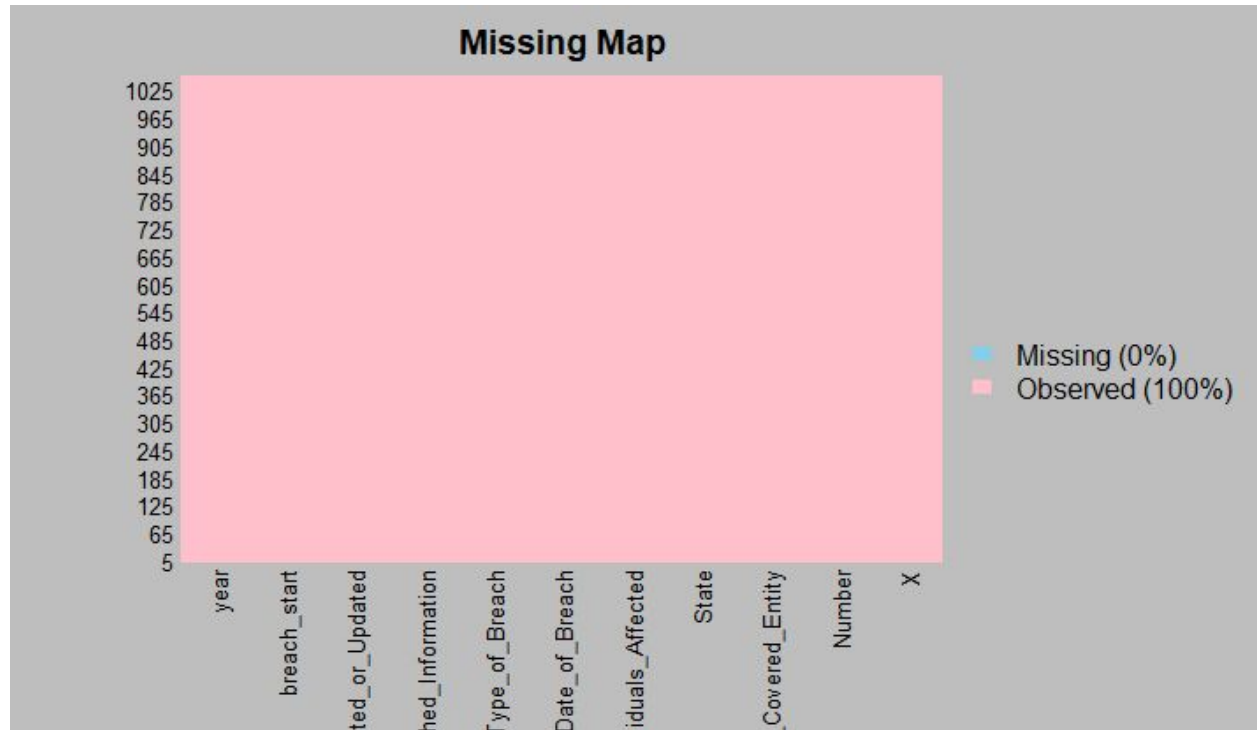 Missing Map
1025
965
905
845
785
725
665
605
545
485
425
365
305
245
185
125
65
5
Missing (0%)
Observed (100%)
year
breach_start
ted_or_Updated
hed_Information
Type_of_Breach
Date_of_Breach
iduals_Affected
State
_Covered_Entity
Number
X